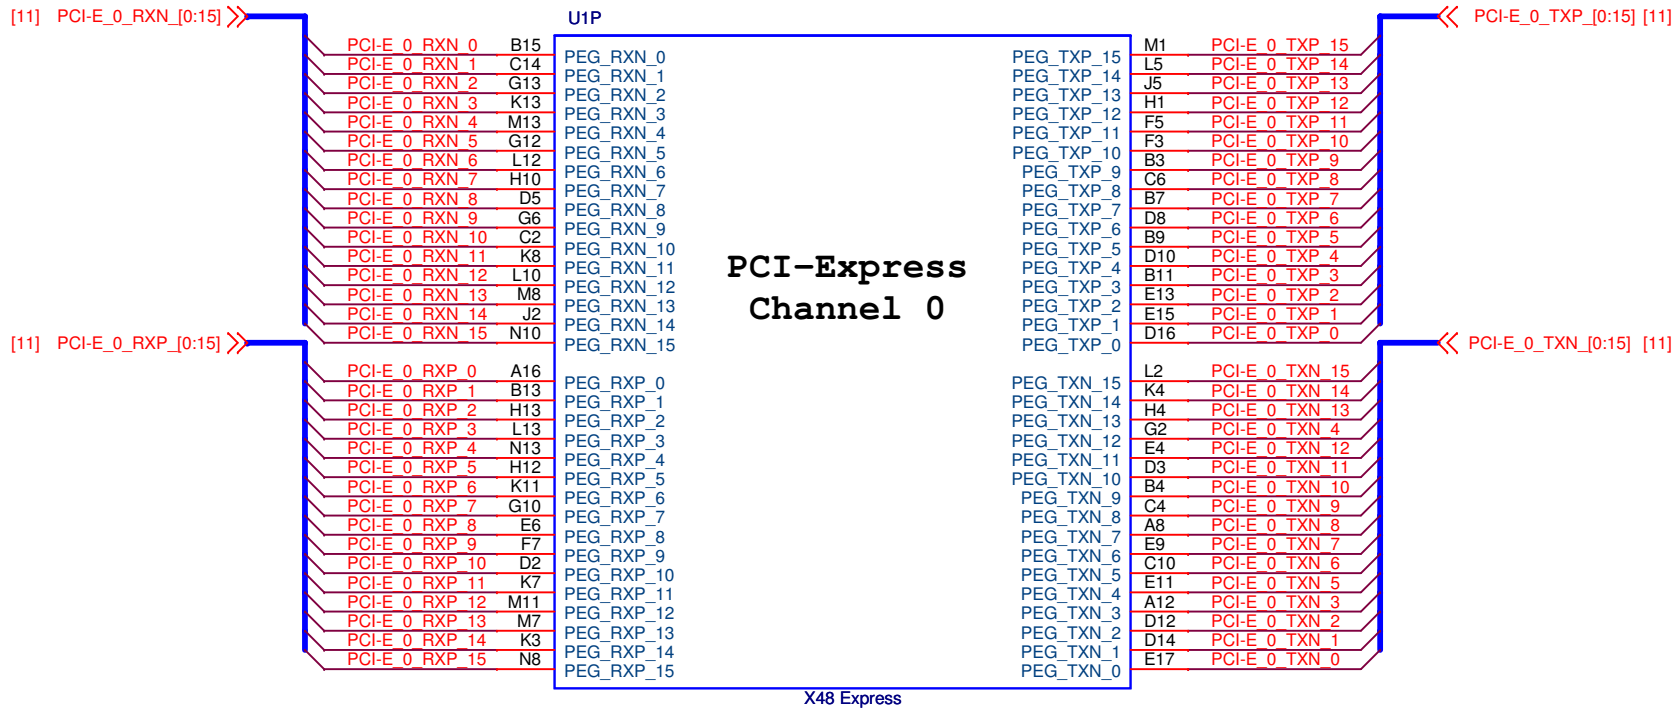 [11] PCI-E_0_RXN_[0:15] U1P PCI-E_0_TXP_[0:15] [11]
PCI-E_0_RXN_0 B15 PEG_RXN_0 PEG_TXP_15 M1 PCI-E_0_TXP_15
PCI-E_0_RXN_1 C14 PEG_RXN_1 PEG_TXP_14 L5 PCI-E_0_TXP_14
PCI-E_0_RXN_2 G13 PEG_RXN_2 PEG_TXP_13 J5 PCI-E_0_TXP_13
PCI-E_0_RXN_3 K13 PEG_RXN_3 PEG_TXP_12 H1 PCI-E_0_TXP_12
PCI-E_0_RXN_4 M13 PEG_RXN_4 PEG_TXP_11 F5 PCI-E_0_TXP_11
PCI-E_0_RXN_5 G12 PEG_RXN_5 PEG_TXP_10 F3 PCI-E_0_TXP_10
PCI-E_0_RXN_6 L12 PEG_RXN_6 PEG_TXP_9 B3 PCI-E_0_TXP_9
PCI-E_0_RXN_7 H10 PEG_RXN_7 PEG_TXP_8 C6 PCI-E_0_TXP_8
PCI-E_0_RXN_8 D5 PEG_RXN_8 PEG_TXP_7 B7 PCI-E_0_TXP_7
PCI-E_0_RXN_9 G6 PEG_RXN_9 PEG_TXP_6 D8 PCI-E_0_TXP_6
PCI-E_0_RXN_10 C2 PEG_RXN_10 PEG_TXP_5 B9 PCI-E_0_TXP_5
PCI-E_0_RXN_11 K8 PEG_RXN_11 PCI-Express PEG_TXP_4 D10 PCI-E_0_TXP_4
PCI-E_0_RXN_12 L10 PEG_RXN_12 PEG_TXP_3 B11 PCI-E_0_TXP_3
PCI-E_0_RXN_13 M8 PEG_RXN_13 Channel 0 PEG_TXP_2 E13 PCI-E_0_TXP_2
PCI-E_0_RXN_14 J2 PEG_RXN_14 PEG_TXP_1 E15 PCI-E_0_TXP_1
PCI-E_0_RXN_15 N10 PEG_RXN_15 PEG_TXP_0 D16 PCI-E_0_TXP_0
[11] PCI-E_0_RXP_[0:15] PCI-E_0_TXN_[0:15] [11]
PCI-E_0_RXP_0 A16 PEG_RXP_0 PEG_TXN_15 L2 PCI-E_0_TXN_15
PCI-E_0_RXP_1 B13 PEG_RXP_1 PEG_TXN_14 K4 PCI-E_0_TXN_14
PCI-E_0_RXP_2 H13 PEG_RXP_2 PEG_TXN_13 H4 PCI-E_0_TXN_13
PCI-E_0_RXP_3 L13 PEG_RXP_3 PEG_TXN_12 G2 PCI-E_0_TXN_4
PCI-E_0_RXP_4 N13 PEG_RXP_4 PEG_TXN_11 E4 PCI-E_0_TXN_12
PCI-E_0_RXP_5 H12 PEG_RXP_5 PEG_TXN_10 D3 PCI-E_0_TXN_11
PCI-E_0_RXP_6 K11 PEG_RXP_6 PEG_TXN_9 B4 PCI-E_0_TXN_10
PCI-E_0_RXP_7 G10 PEG_RXP_7 PEG_TXN_8 C4 PCI-E_0_TXN_9
PCI-E_0_RXP_8 E6 PEG_RXP_8 PEG_TXN_7 A8 PCI-E_0_TXN_8
PCI-E_0_RXP_9 F7 PEG_RXP_9 PEG_TXN_6 E9 PCI-E_0_TXN_7
PCI-E_0_RXP_10 D2 PEG_RXP_10 PEG_TXN_5 C10 PCI-E_0_TXN_6
PCI-E_0_RXP_11 K7 PEG_RXP_11 PEG_TXN_4 E11 PCI-E_0_TXN_5
PCI-E_0_RXP_12 M11 PEG_RXP_12 PEG_TXN_3 A12 PCI-E_0_TXN_3
PCI-E_0_RXP_13 M7 PEG_RXP_13 PEG_TXN_2 D12 PCI-E_0_TXN_2
PCI-E_0_RXP_14 K3 PEG_RXP_14 PEG_TXN_1 D14 PCI-E_0_TXN_1
PCI-E_0_RXP_15 N8 PEG_RXP_15 PEG_TXN_0 E17 PCI-E_0_TXN_0
X48 Express